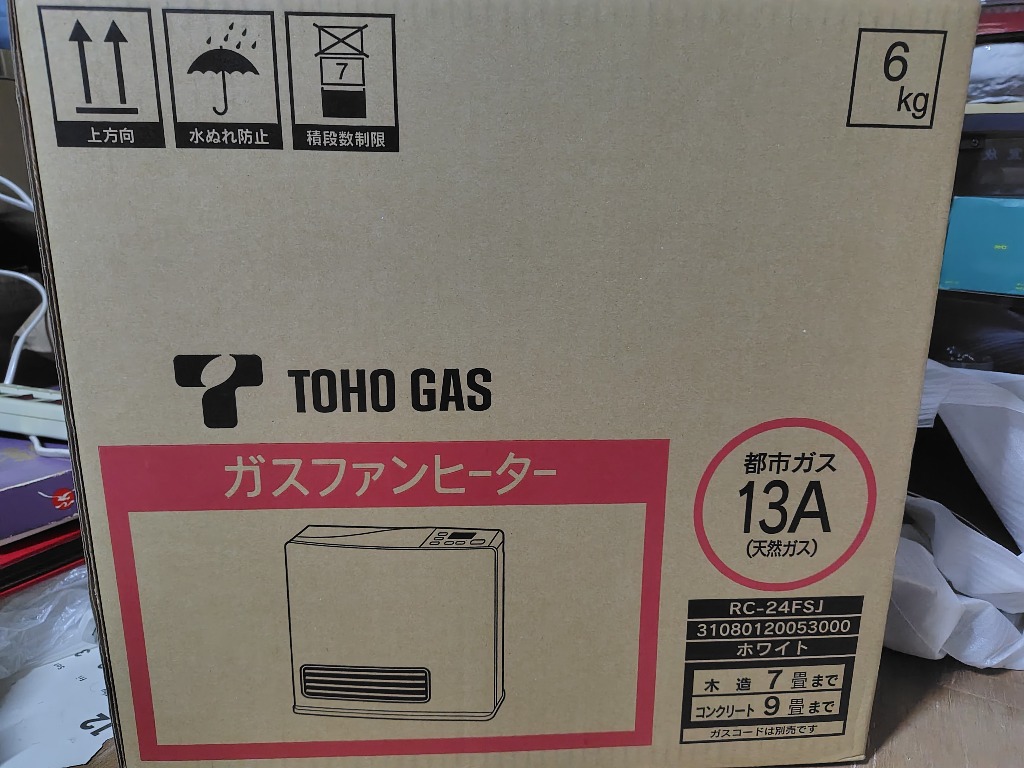 上方向
水ぬれ防止
7
積段数制限
6
kg
TOHO GAS
ガスファンヒーター
都市ガス
13A
(天然ガス)
RC-24FSJ
31080120053000
ホワイト
木造 7 畳まで
コンクリート 9 畳まで
ガスコードは別売です
12